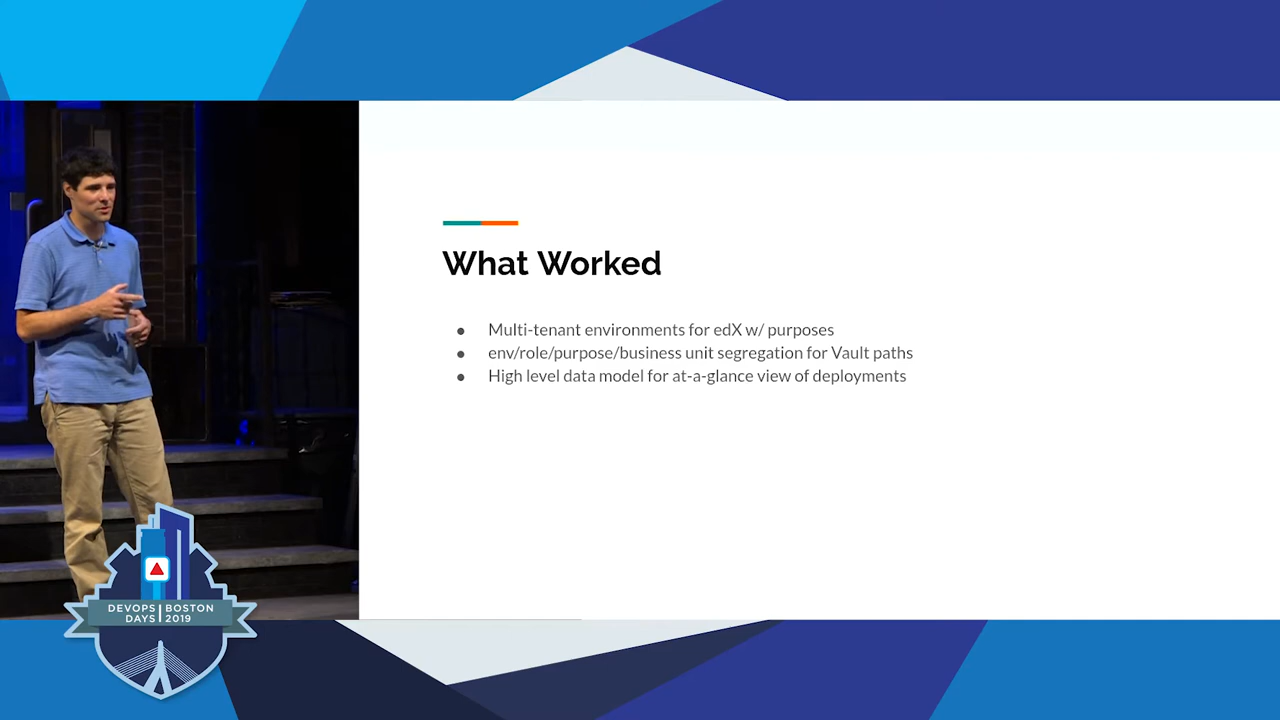 What Worked
● Multi-tenant environments for edX w/ purposes
● env/role/purpose/business unit segregation for Vault paths
● High level data model for at-a-glance view of deployments
DEVOPS BOSTON
DAYS 2019